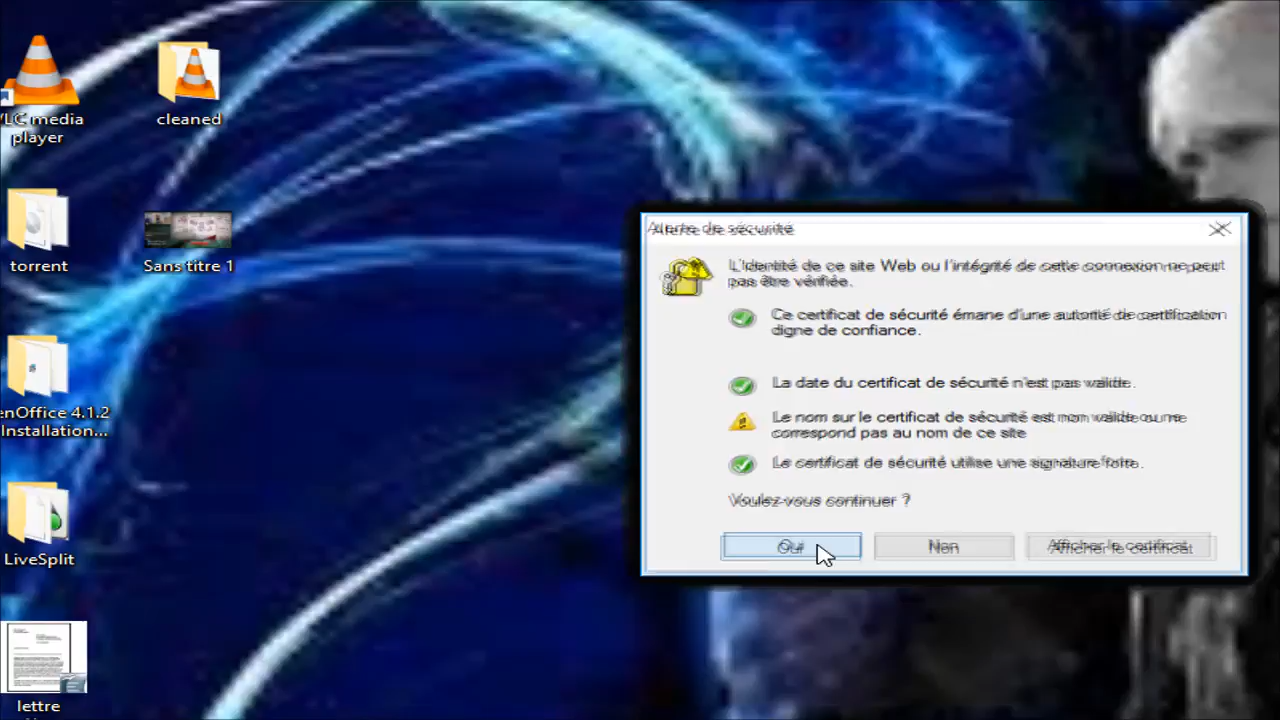 VLC media
player
cleaned
torrent
Sans titre 1
enOffice 4.1.2
Installation...
LiveSplit
lettre
Alerte de sécurité
L'identité de ce site Web ou l'intégrité de cette connexion ne peut
pas être vérifiée.
Ce certificat de sécurité émane d'une autorité de certification
digne de confiance.
La date du certificat de sécurité n'est pas valide.
Le nom sur le certificat de sécurité est non valide ou ne
correspond pas au nom de ce site
Le certificat de sécurité utilise une signature forte.
Voulez-vous continuer ?
Oui
Non
Afficher le certificat